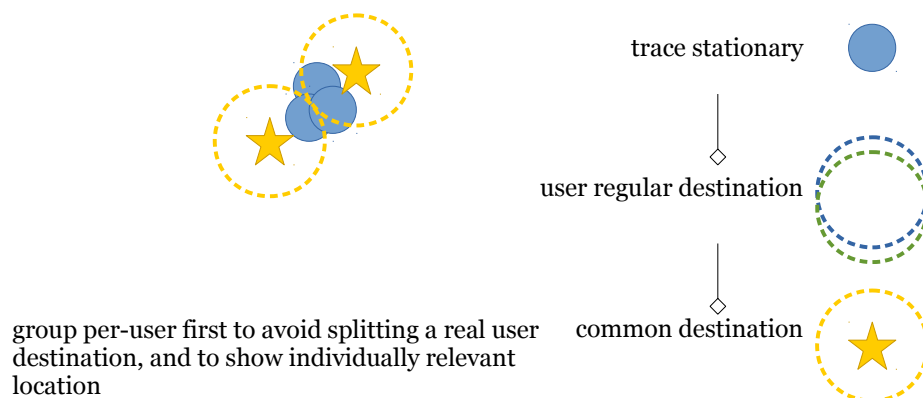 trace stationary
user regular destination
common destination
group per-user first to avoid splitting a real user
destination, and to show individually relevant
location